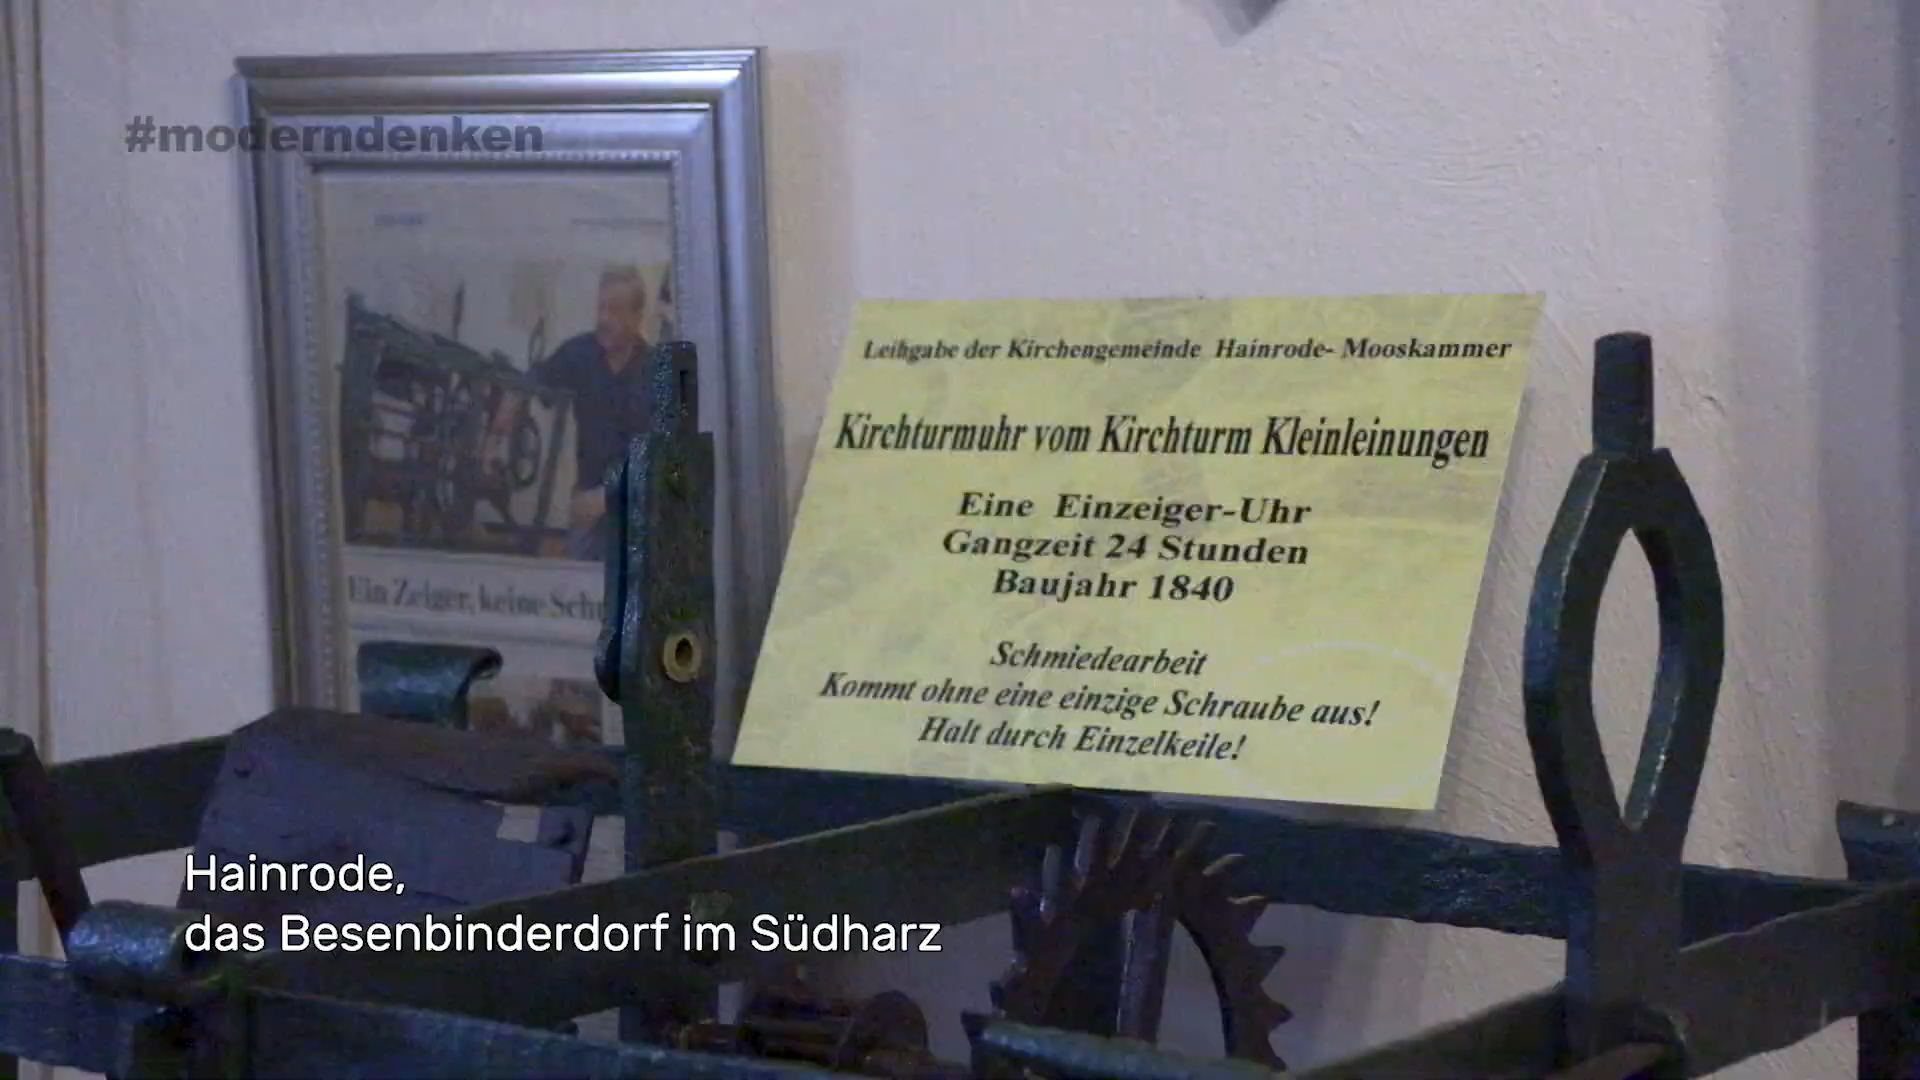 #moderndenken
Leihgabe der Kirchengemeinde Hainrode- Mooskammer
Kirchturmuhr vom Kirchturm Kleinleinungen
Eine Einzeiger-Uhr
Gangzeit 24 Stunden
Baujahr 1840
Schmiedearbeit
Kommt ohne eine einzige Schraube aus!
Halt durch Einzelkeile!
Ein Zeiger, keine
Hainrode,
das Besenbinderdorf im Südharz